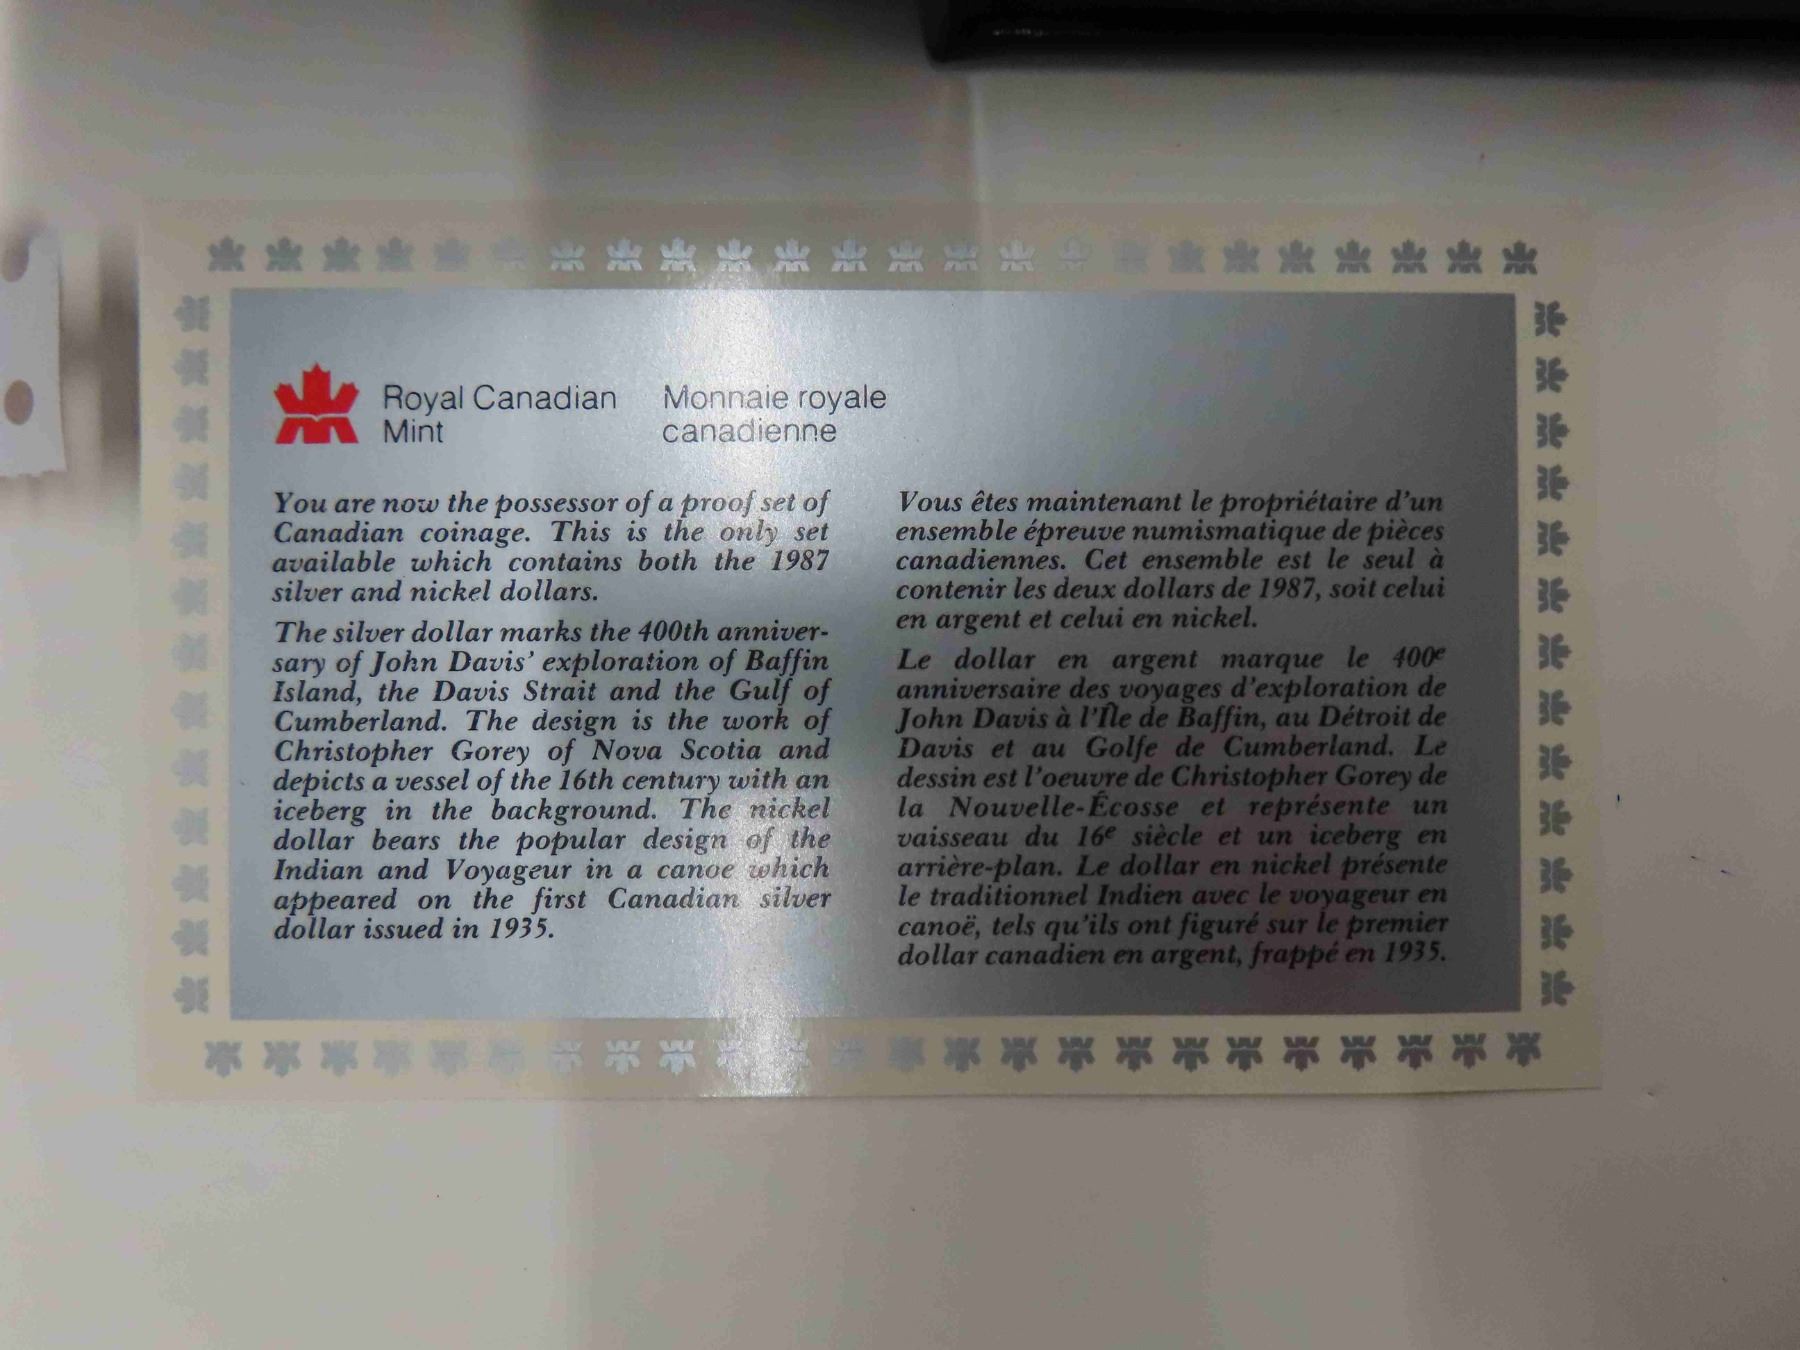 Royal Canadian
Mint
Monnaie royale
canadienne
You are now the possessor of a proof set of
Canadian coinage. This is the only set
available which contains both the 1987
silver and nickel dollars.
The silver dollar marks the 400th anniver-
sary of John Davis' exploration of Baffin
Island, the Davis Strait and the Gulf of
Cumberland. The design is the work of
Christopher Gorey of Nova Scotia and
depicts a vessel of the 16th century with an
iceberg in the background. The nickel
dollar bears the popular design of the
Indian and Voyageur in a canoe which
appeared on the first Canadian silver
dollar issued in 1935.
Vous êtes maintenant le propriétaire d'un
ensemble épreuve numismatique de pièces
canadiennes. Cet ensemble est le seul à
contenir les deux dollars de 1987, soit celui
en argent et celui en nickel.
Le dollar en argent marque le 400e
anniversaire des voyages d'exploration de
John Davis à l'Île de Baffin, au Détroit de
Davis et au Golfe de Cumberland. Le
dessin est l'oeuvre de Christopher Gorey de
la Nouvelle-Écosse et représente un
vaisseau du 16e siècle et un iceberg en
arrière-plan. Le dollar en nickel présente
le traditionnel Indien avec le voyageur en
canoë, tels qu'ils ont figuré sur le premier
dollar canadien en argent, frappé en 1935.